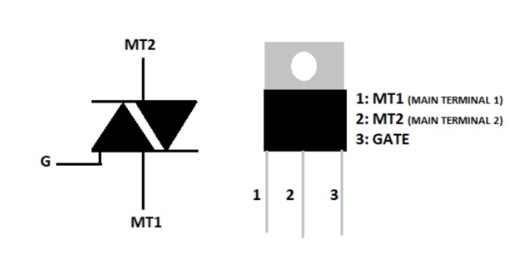 MT2
G
MT1
1: MT1 (MAIN TERMINAL 1)
2: MT2 (MAIN TERMINAL 2)
3: GATE
1 2 3